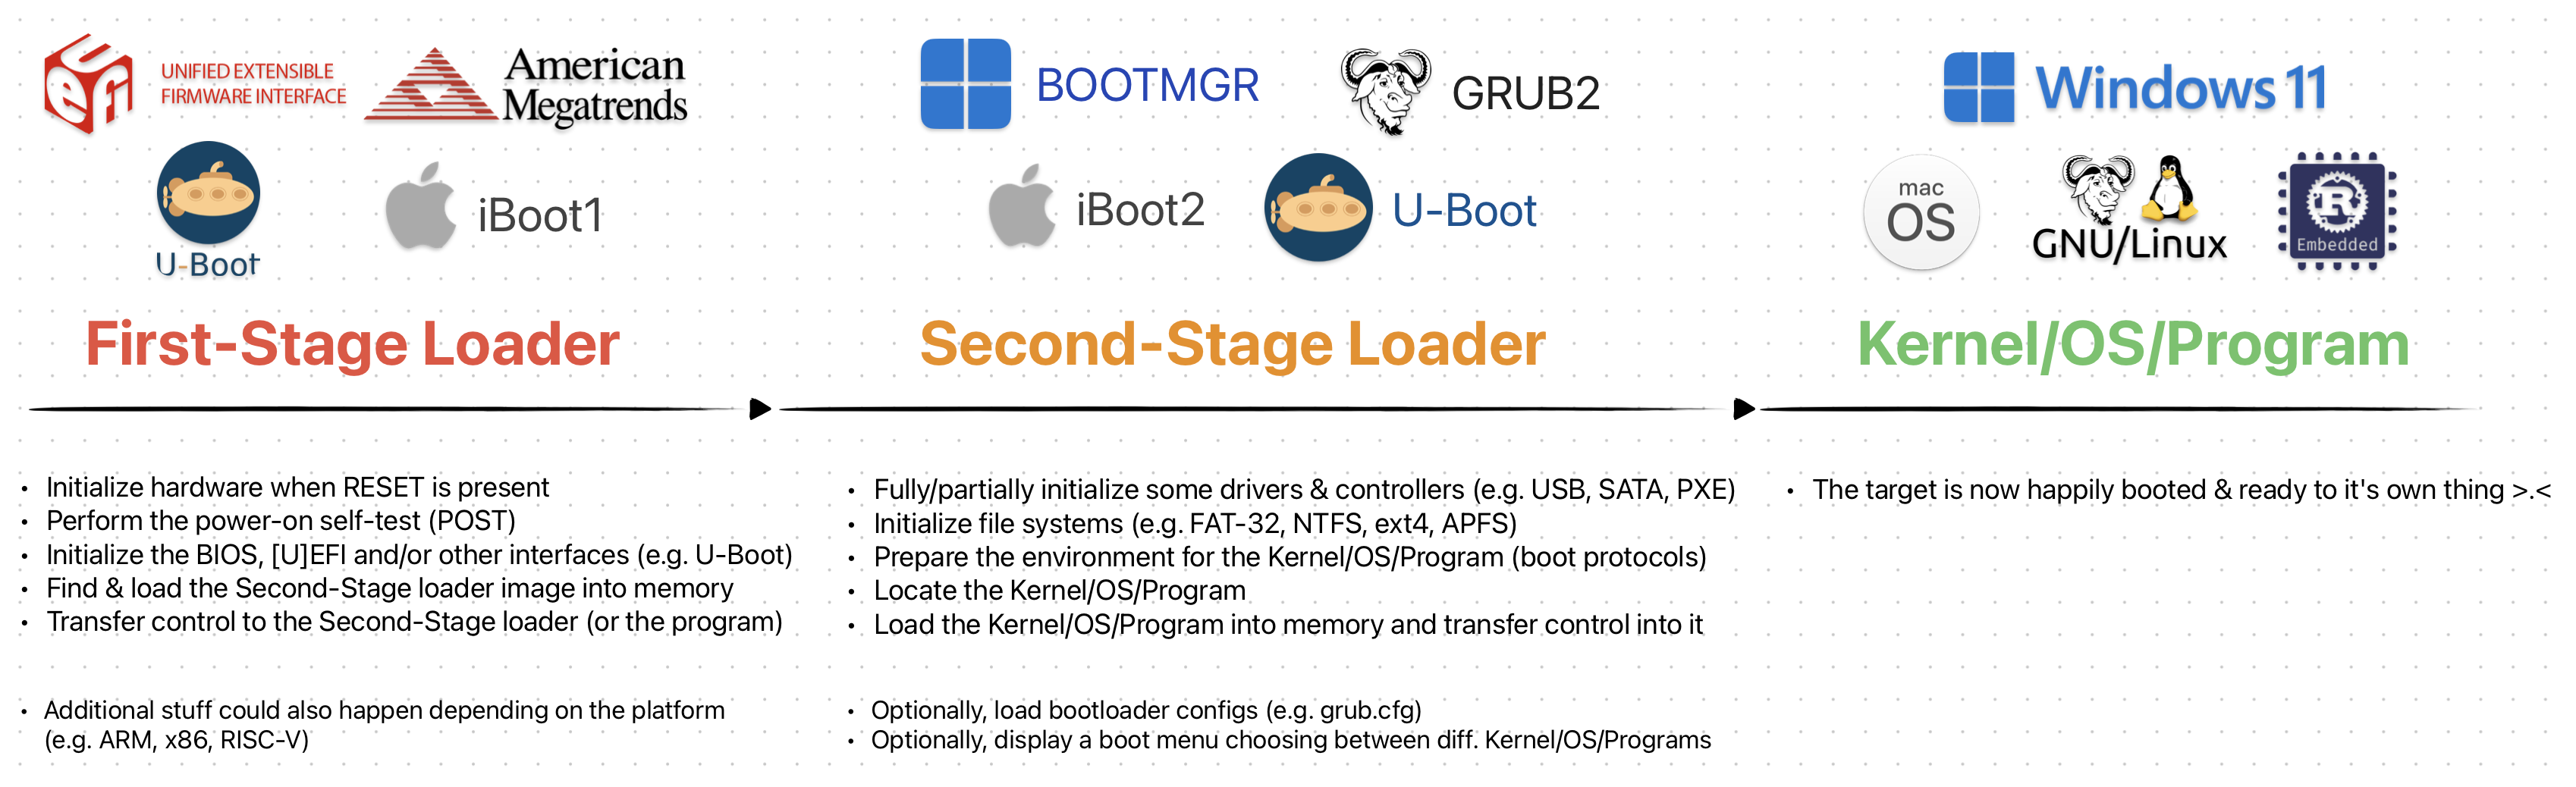 UNIFIED EXTENSIBLE
FIRMWARE INTERFACE
American
Megatrends
U-Boot
iBoot1
First-Stage Loader
• Initialize hardware when RESET is present
• Perform the power-on self-test (POST)
• Initialize the BIOS, [U]EFI and/or other interfaces (e.g. U-Boot)
• Find & load the Second-Stage loader image into memory
• Transfer control to the Second-Stage loader (or the program)
• Additional stuff could also happen depending on the platform
(e.g. ARM, x86, RISC-V)
BOOTMGR
GRUB2
iBoot2
U-Boot
Second-Stage Loader
• Fully/partially initialize some drivers & controllers (e.g. USB, SATA, PXE)
• Initialize file systems (e.g. FAT-32, NTFS, ext4, APFS)
• Prepare the environment for the Kernel/OS/Program (boot protocols)
• Locate the Kernel/OS/Program
• Load the Kernel/OS/Program into memory and transfer control into it
• Optionally, load bootloader configs (e.g. grub.cfg)
• Optionally, display a boot menu choosing between diff. Kernel/OS/Programs
Windows 11
mac
OS
GNU/Linux
R
Embedded
Kernel/OS/Program
• The target is now happily booted & ready to it's own thing >.<